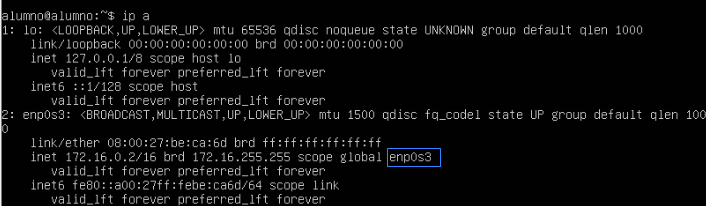 alumno@alumno:~$ ip a
1: lo: <LOOPBACK,UP,LOWER_UP> mtu 65536 qdisc noqueue state UNKNOWN group default qlen 1000
    link/loopback 00:00:00:00:00:00 brd 00:00:00:00:00:00
    inet 127.0.0.1/8 scope host lo
       valid_lft forever preferred_lft forever
    inet6 ::1/128 scope host
       valid_lft forever preferred_lft forever
2: enp0s3: <BROADCAST,MULTICAST,UP,LOWER_UP> mtu 1500 qdisc fq_codel state UP group default qlen 100
0
    link/ether 08:00:27:be:ca:6d brd ff:ff:ff:ff:ff:ff
    inet 172.16.0.2/16 brd 172.16.255.255 scope global enp0s3
       valid_lft forever preferred_lft forever
    inet6 fe80::a00:27ff:febe:ca6d/64 scope link
       valid_lft forever preferred_lft forever